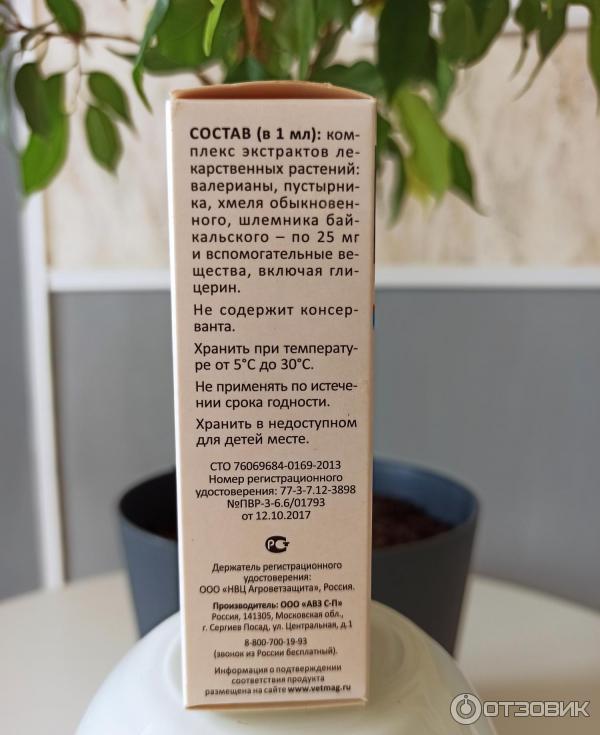 СОСТАВ (в 1 мл): ком-
плекс экстрактов ле-
карственных растений:
валерианы, пустырни-
ка, хмеля обыкновен-
ного, шлемника бай-
кальского – по 25 мг
и вспомогательные ве-
щества, включая гли-
церин.
Не содержит консер-
ванта.
Хранить при температу-
ре от 5°С до 30°С.
Не применять по истече-
нии срока годности.
Хранить в недоступном
для детей месте.
СТО 76069684-0169-2013
Номер регистрационного
удостоверения: 77-3-7.12-3898
№ПВР-3-6.6/01793
от 12.10.2017
РСТ
Держатель регистрационного
удостоверения:
ООО «НВЦ Агроветзащита», Россия.
Производитель: ООО «АВЗ С-П»
Россия, 141305, Московская обл.,
г. Сергиев Посад, ул. Центральная, д.1
8-800-700-19-93
(звонок из России бесплатный).
Информация о подтверждении
соответствия продукта
размещена на сайте www.vetmag.ru
ОТЗОВИК